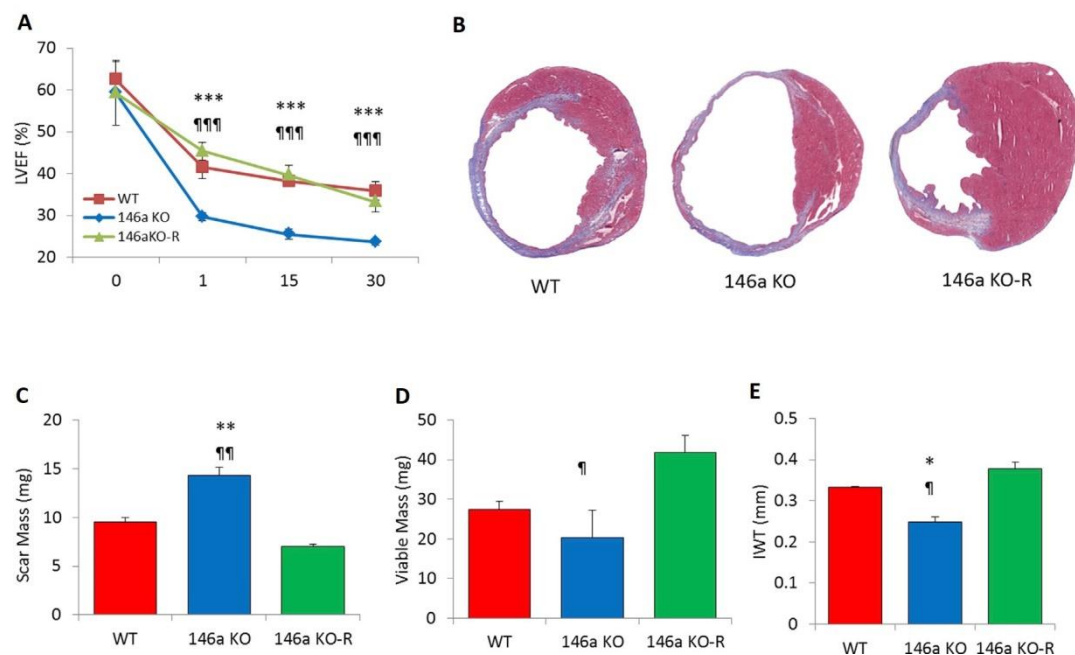 A
LVEF (%)
70
60
50
40
30
20
***
¶¶¶
***
¶¶¶
***
¶¶¶
WT
146a KO
146aKO-R
0 1 15 30
B
WT 146a KO 146a KO-R
C
Scar Mass (mg)
20
15
10
5
0
**
¶¶
WT 146a KO 146a KO-R
D
Viable Mass (mg)
50
40
30
20
10
0
¶
WT 146a KO 146a KO-R
E
IWT (mm)
0.5
0.4
0.3
0.2
0.1
0
*
¶
WT 146a KO 146a KO-R